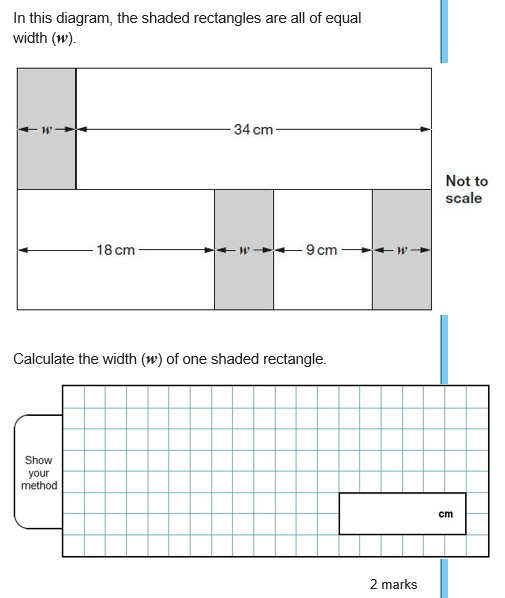 In this diagram, the shaded rectangles are all of equal
width (w).
w
34 cm
Not to
scale
18 cm
w
9 cm
w
Calculate the width (w) of one shaded rectangle.
Show
your
method
cm
2 marks